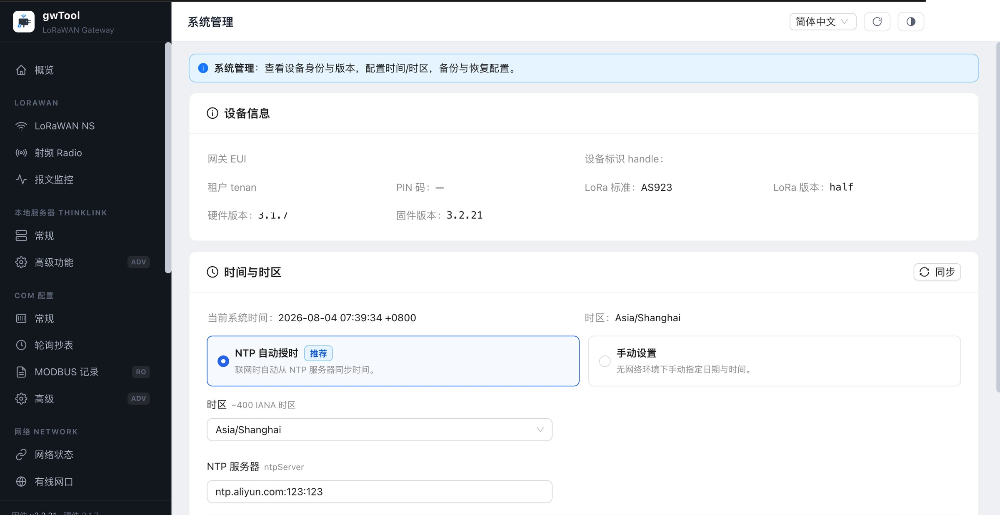 gwTool
LoRaWAN Gateway
概览
LORAWAN
LoRaWAN NS
射频 Radio
报文监控
本地服务器 THINKLINK
常规
高级功能 ADV
COM 配置
常规
轮询抄表
MODBUS 记录 RO
高级 ADV
网络 NETWORK
网络状态
有线网口
固件 v3.2.21 硬件 3.1.7
系统管理
简体中文
系统管理：查看设备身份与版本，配置时间/时区，备份与恢复配置。
设备信息
网关 EUI
设备标识 handle：
租户 tenan
PIN 码：—
LoRa 标准：AS923
LoRa 版本：half
硬件版本：3.1.7
固件版本：3.2.21
时间与时区
同步
当前系统时间：2026-08-04 07:39:34 +0800
时区：Asia/Shanghai
NTP 自动授时 推荐
联网时自动从 NTP 服务器同步时间。
手动设置
无网络环境下手动指定日期与时间。
时区 ~400 IANA 时区
Asia/Shanghai
NTP 服务器 ntpServer
ntp.aliyun.com:123:123